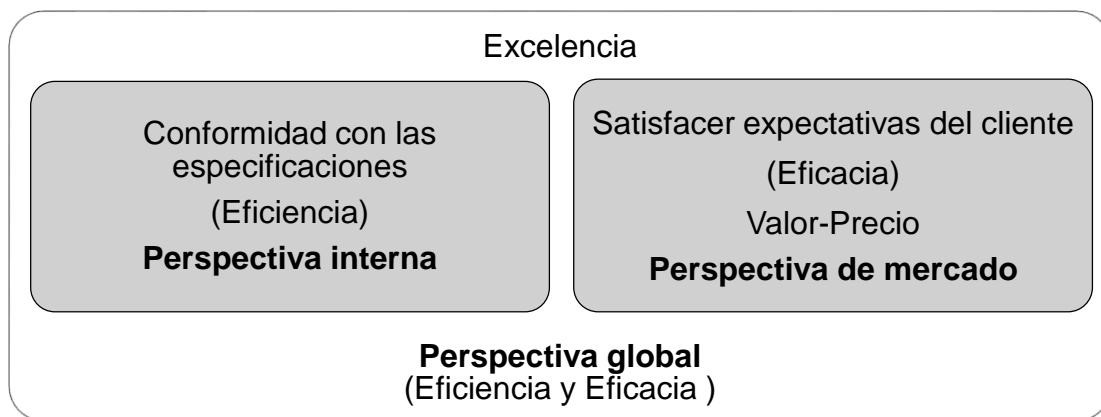 Excelencia
Conformidad con las
especificaciones
(Eficiencia)
Perspectiva interna
Satisfacer expectativas del cliente
(Eficacia)
Valor-Precio
Perspectiva de mercado
Perspectiva global
(Eficiencia y Eficacia )